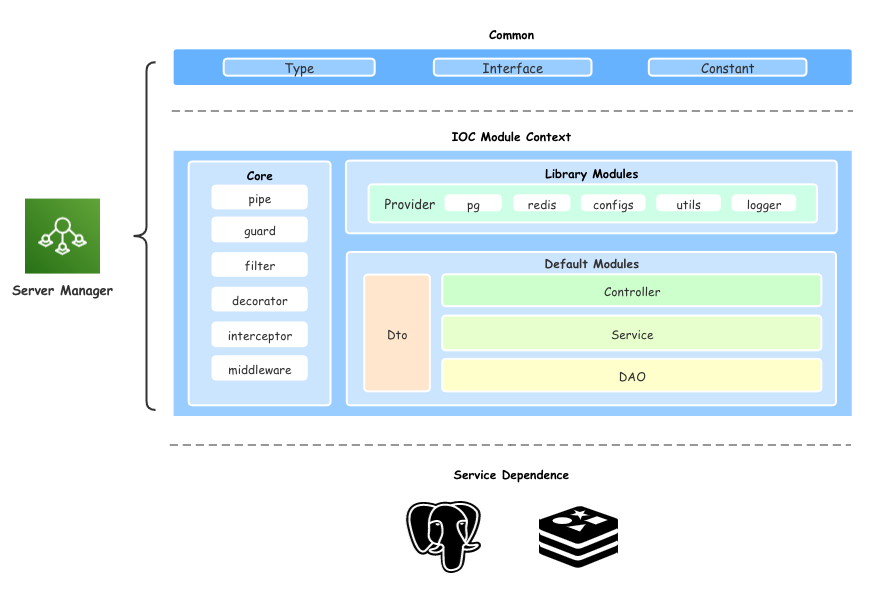 Common
Type
Interface
Constant
IOC Module Context
Core
pipe
guard
filter
decorator
interceptor
middleware
Library Modules
Provider
pg
redis
configs
utils
logger
Default Modules
Dto
Controller
Service
DAO
Server Manager
Service Dependence